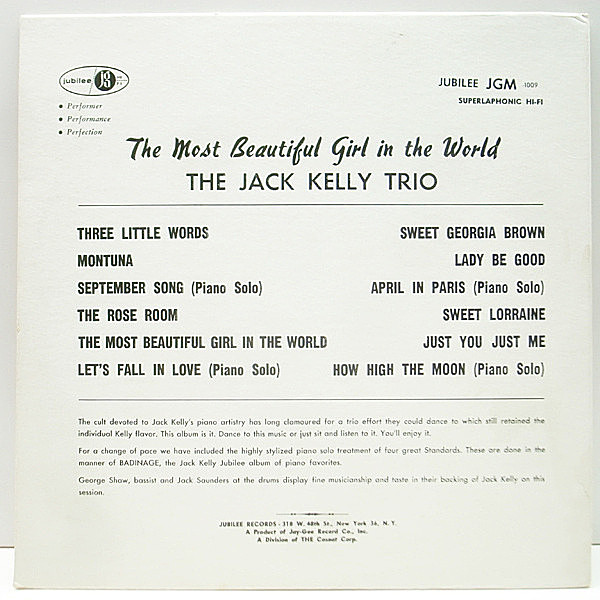 jubilee JGM
JUBILEE JGM 1009
SUPERLAPHONIC HI-FI
• Performer
• Performance
• Perfection
The Most Beautiful Girl in the World
THE JACK KELLY TRIO
THREE LITTLE WORDS
SWEET GEORGIA BROWN
MONTUNA
LADY BE GOOD
SEPTEMBER SONG (Piano Solo)
APRIL IN PARIS (Piano Solo)
THE ROSE ROOM
SWEET LORRAINE
THE MOST BEAUTIFUL GIRL IN THE WORLD
JUST YOU JUST ME
LET'S FALL IN LOVE (Piano Solo)
HOW HIGH THE MOON (Piano Solo)
The cult devoted to Jack Kelly's piano artistry has long clamoured for a trio effort they could dance to which still retained the
individual Kelly flavor. This album is it. Dance to this music or just sit and listen to it. You'll enjoy it.
For a change of pace we have included the highly stylized piano solo treatment of four great Standards. These are done in the
manner of BADINAGE, the Jack Kelly Jubilee album of piano favorites.
George Shaw, bassist and Jack Saunders at the drums display fine musicianship and taste in their backing of Jack Kelly on this
session.
JUBILEE RECORDS - 318 W. 48th St., New York 36, N. Y.
A Product of Jay-Gee Record Co., Inc.
A Division of THE Cosnat Corp.